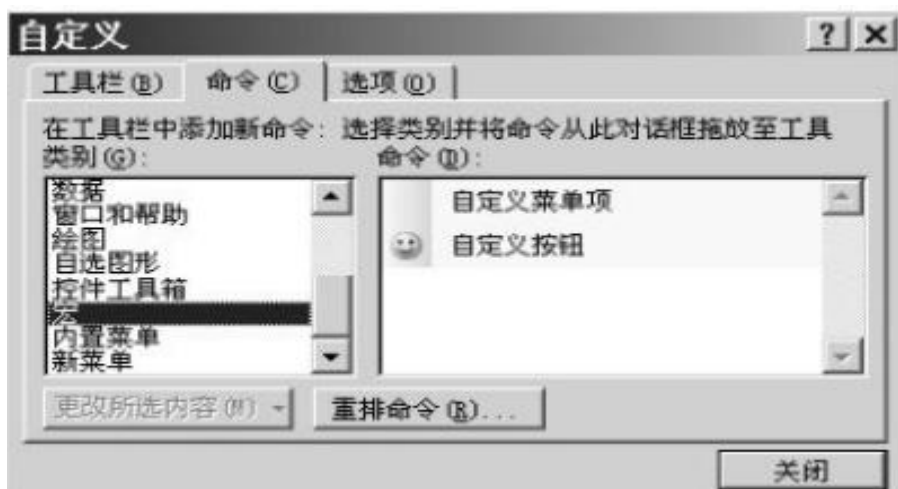 自定义
工具栏(B) 命令(C) 选项(O)
在工具栏中添加新命令：选择类别并将命令从此对话框拖放至工具
类别(G)： 命令(D)：
数据
窗口和帮助
绘图
自选图形
控件工具箱
宏
内置菜单
新菜单
自定义菜单项
自定义按钮
更改所选内容(M) 重排命令(R)...
关闭